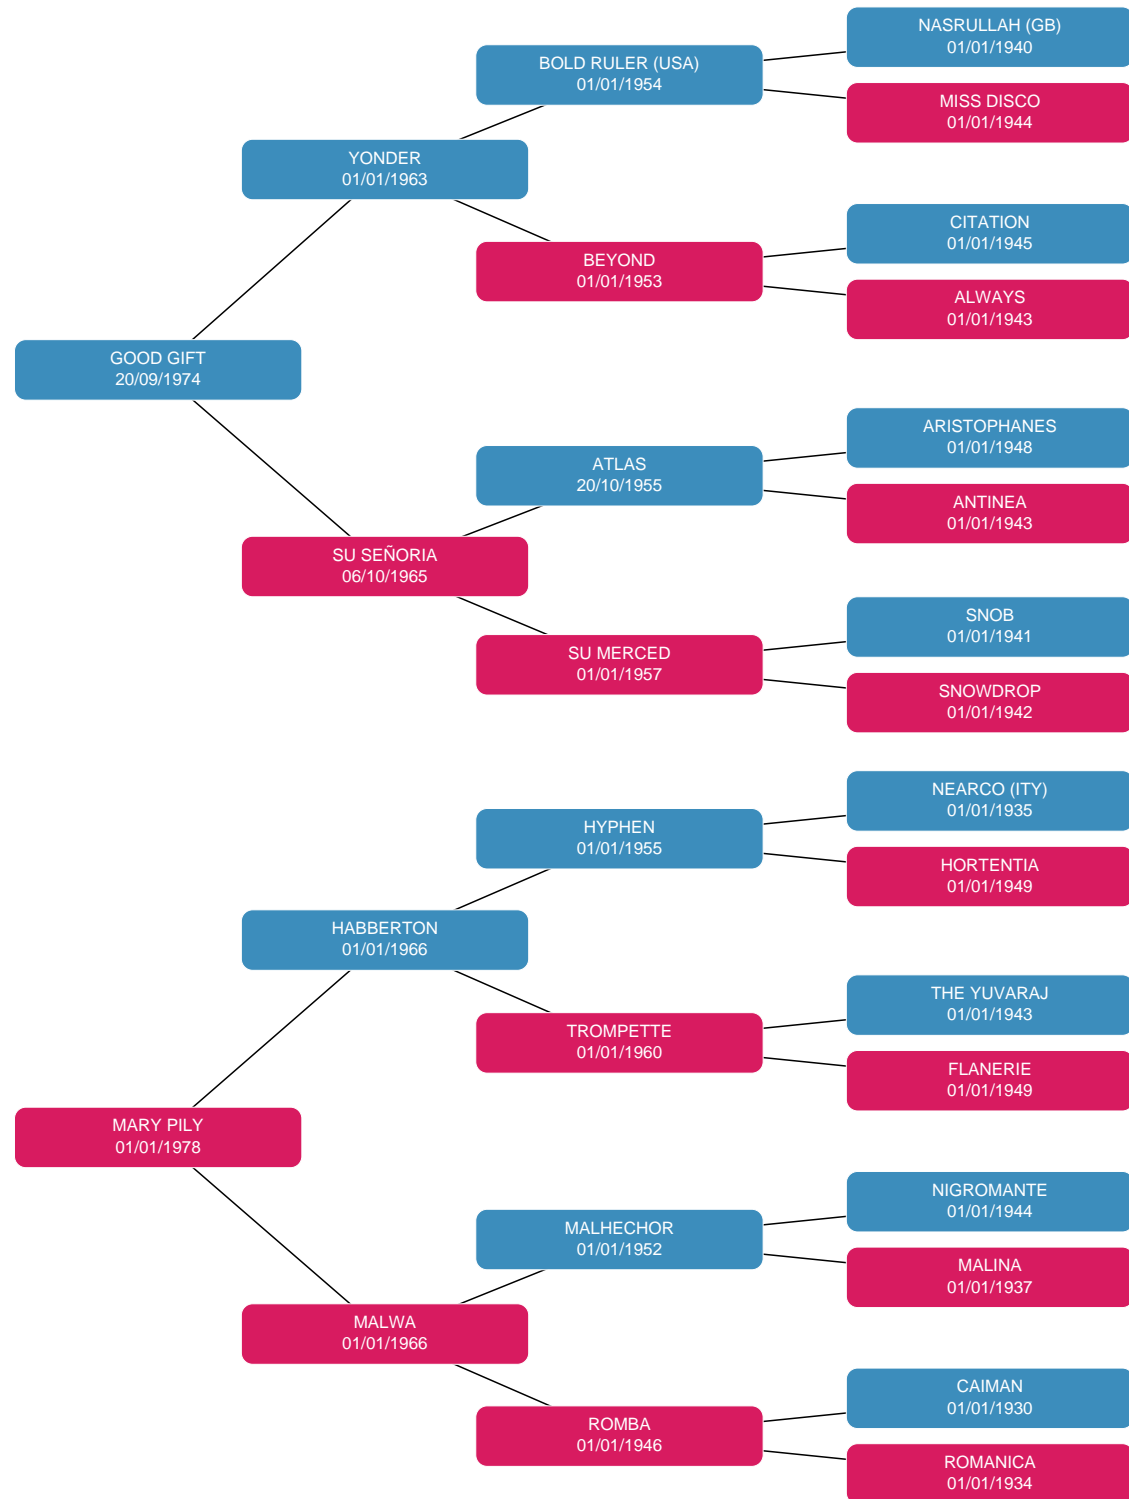 NASRULLAH (GB)
01/01/1940
BOLD RULER (USA)
01/01/1954
MISS DISCO
01/01/1944
YONDER
01/01/1963
CITATION
01/01/1945
BEYOND
01/01/1953
ALWAYS
01/01/1943
GOOD GIFT
20/09/1974
ARISTOPHANES
01/01/1948
ATLAS
20/10/1955
ANTINEA
01/01/1943
SU SEÑORIA
06/10/1965
SNOB
01/01/1941
SU MERCED
01/01/1957
SNOWDROP
01/01/1942
NEARCO (ITY)
01/01/1935
HYPHEN
01/01/1955
HORTENTIA
01/01/1949
HABBERTON
01/01/1966
THE YUVARAJ
01/01/1943
TROMPETTE
01/01/1960
FLANERIE
01/01/1949
MARY PILY
01/01/1978
NIGROMANTE
01/01/1944
MALHECHOR
01/01/1952
MALINA
01/01/1937
MALWA
01/01/1966
CAIMAN
01/01/1930
ROMBA
01/01/1946
ROMANICA
01/01/1934